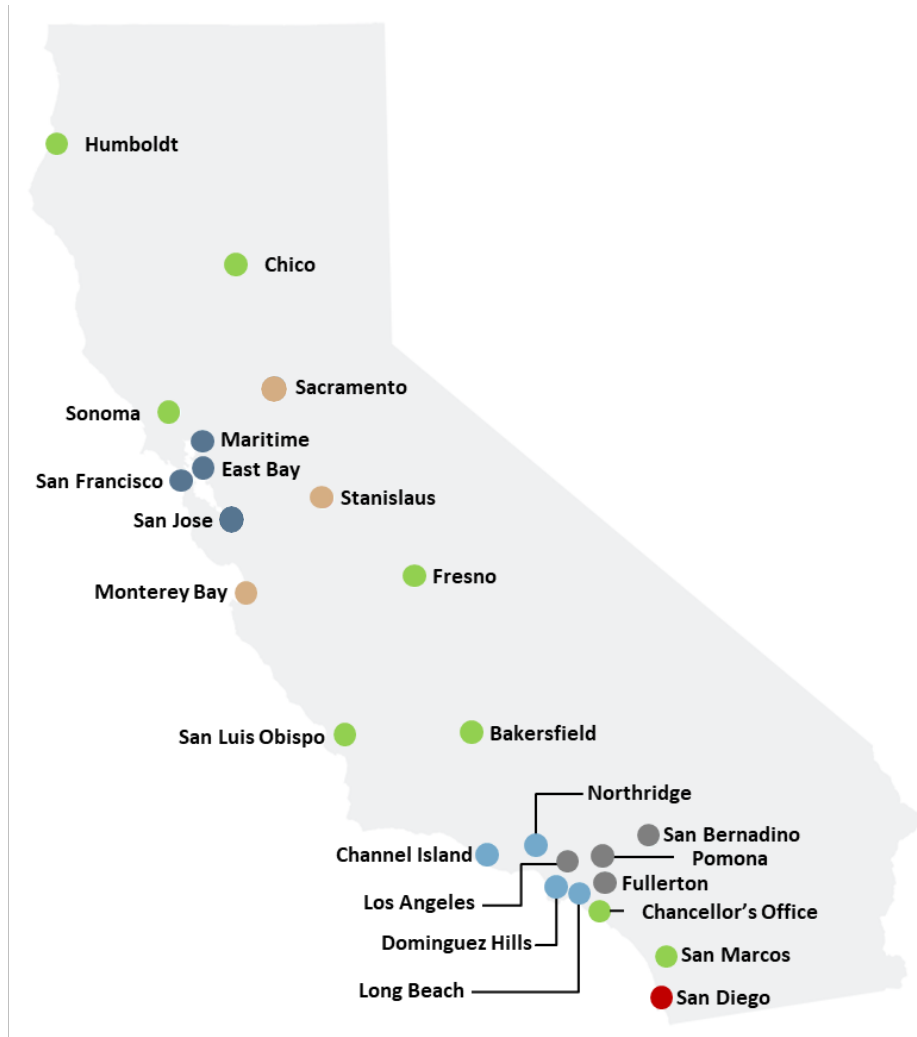 Humboldt
Chico
Sacramento
Sonoma
Maritime
East Bay
San Francisco
Stanislaus
San Jose
Fresno
Monterey Bay
San Luis Obispo
Bakersfield
Northridge
San Bernadino
Channel Island
Pomona
Fullerton
Los Angeles
Chancellor's Office
Dominguez Hills
San Marcos
Long Beach
San Diego